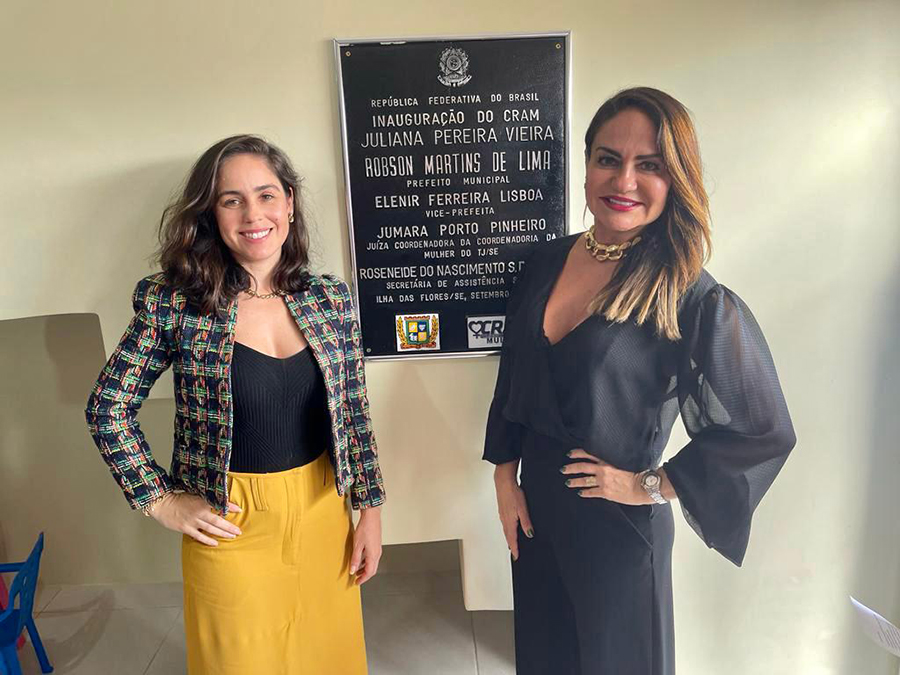 REPÚBLICA FEDERATIVA DO BRASIL
INAUGURAÇÃO DO CRAM
JULIANA PEREIRA VIEIRA
ROBSON MARTINS DE LIMA
PREFEITO MUNICIPAL
ELENIR FERREIRA LISBOA
VICE-PREFEITA
JUMARA PORTO PINHEIRO
JUÍZA COORDENADORA DA COORDENADORIA DA
MULHER DO TJ/SE
ROSENEIDE DO NASCIMENTO S.
SECRETÁRIA DE ASSISTÊNCIA
ILHA DAS FLORES/SE, SETEMBRO